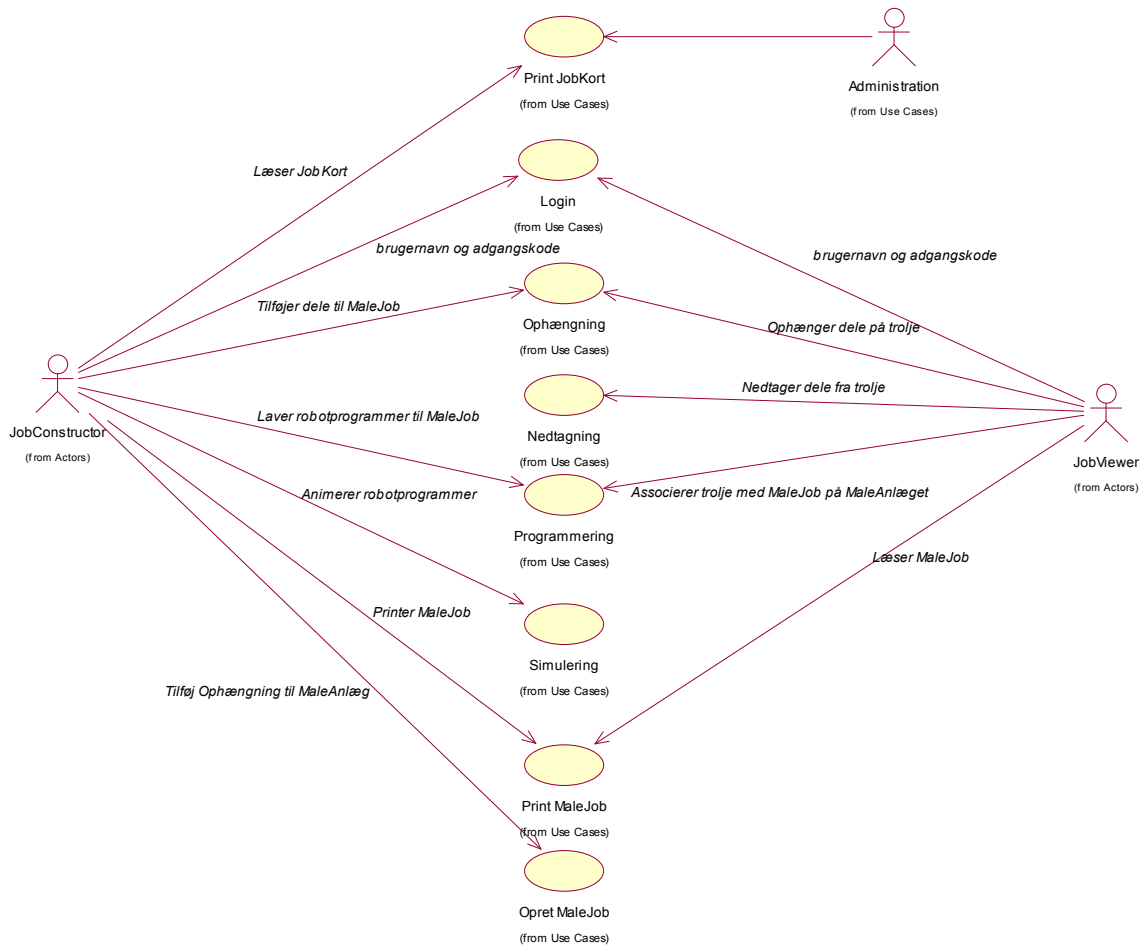 Print JobKort
(from Use Cases)
Administration
(from Use Cases)
Læser JobKort
Login
(from Use Cases)
brugernavn og adgangskode
brugernavn og adgangskode
Tilføjer dele til MaleJob
Ophængning
(from Use Cases)
Ophænger dele på trolje
Nedtager dele fra trolje
JobConstructor
(from Actors)
Laver robotprogrammer til MaleJob
Nedtagning
(from Use Cases)
JobViewer
(from Actors)
Animerer robotprogrammer
Associerer trolje med MaleJob på MaleAnlæget
Programmering
(from Use Cases)
Læser MaleJob
Printer MaleJob
Simulering
(from Use Cases)
Tilføj Ophængning til MaleAnlæg
Print MaleJob
(from Use Cases)
Opret MaleJob
(from Use Cases)